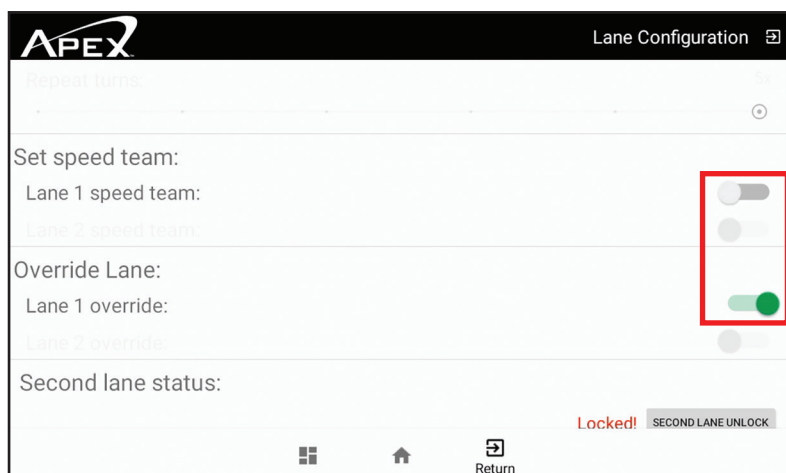 APEX
Lane Configuration
Repeat turns:
Set speed team:
Lane 1 speed team:
Lane 2 speed team:
Override Lane:
Lane 1 override:
Lane 2 override:
Second lane status:
Locked! SECOND LANE UNLOCK
Return